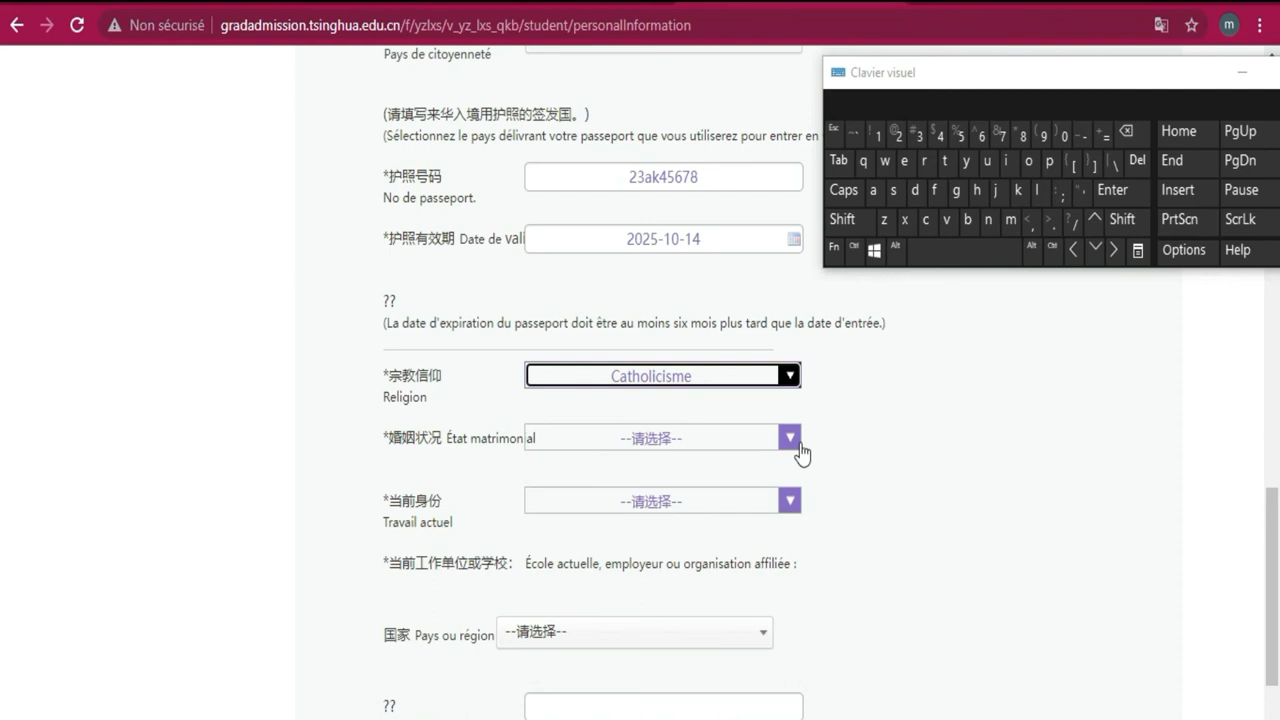 Non sécurisé gradadmission.tsinghua.edu.cn/f/yzlxs/v_yz_lxs_qkb/student/personalInformation m
Pays de citoyenneté
Clavier visuel
(请填写来华入境用护照的签发国。)
(Sélectionnez le pays délivrant votre passeport que vous utiliserez pour entrer en
Esc ~` ! 1 @ 2 # 3 $ 4 % 5 ^ 6 & 7 * 8 ( 9 ) 0 _ - + = Home PgUp
Tab q w e r t y u i o p { [ } ] | \ Del End PgDn
Caps a s d f g h j k l : ; " ' Enter Insert Pause
Shift z x c v b n m < , > . ? / Shift PrtScn ScrLk
Fn Ctrl Alt Alt Ctrl Options Help
*护照号码 23ak45678
No de passeport.
*护照有效期 Date de vali 2025-10-14
??
(La date d'expiration du passeport doit être au moins six mois plus tard que la date d'entrée.)
*宗教信仰 Catholicisme
Religion
*婚姻状况 État matrimonial --请选择--
*当前身份 --请选择--
Travail actuel
*当前工作单位或学校: École actuelle, employeur ou organisation affiliée :
国家 Pays ou région --请选择--
??